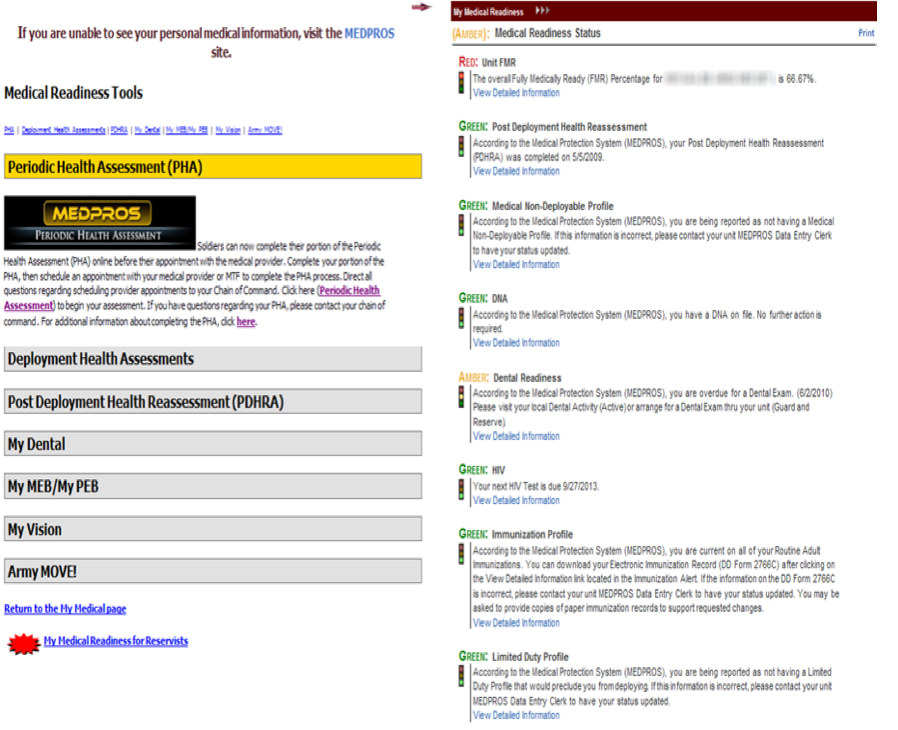 If you are unable to see your personal medical information, visit the MEDPROS
site.
Medical Readiness Tools
PHA | Deployment Health Assessments | PDHRA | My Dental | My MEB/My PEB | My Vision | Army MOVE!
Periodic Health Assessment (PHA)
MEDPROS
PERIODIC HEALTH ASSESSMENT
Soldiers can now complete their portion of the Periodic
Health Assessment (PHA) online before their appointment with the medical provider. Complete your portion of the
PHA, then schedule an appointment with your medical provider or MTF to complete the PHA process. Direct all
questions regarding scheduling provider appointments to your Chain of Command. Click here (Periodic Health
Assessment) to begin your assessment. If you have questions regarding your PHA, please contact your chain of
command. For additional information about completing the PHA, click here.
Deployment Health Assessments
Post Deployment Health Reassessment (PDHRA)
My Dental
My MEB/My PEB
My Vision
Army MOVE!
Return to the My Medical page
My Medical Readiness for Reservists
My Medical Readiness
(AMBER): Medical Readiness Status
Print
RED: Unit FMR
The overall Fully Medically Ready (FMR) Percentage for is 66.67%.
View Detailed Information
GREEN: Post Deployment Health Reassessment
According to the Medical Protection System (MEDPROS), your Post Deployment Health Reassessment
(PDHRA) was completed on 5/5/2009.
View Detailed Information
GREEN: Medical Non-Deployable Profile
According to the Medical Protection System (MEDPROS), you are being reported as not having a Medical
Non-Deployable Profile. If this information is incorrect, please contact your unit MEDPROS Data Entry Clerk
to have your status updated.
View Detailed Information
GREEN: DNA
According to the Medical Protection System (MEDPROS), you have a DNA on file. No further action is
required.
View Detailed Information
AMBER: Dental Readiness
According to the Medical Protection System (MEDPROS), you are overdue for a Dental Exam. (6/2/2010)
Please visit your local Dental Activity (Active) or arrange for a Dental Exam thru your unit (Guard and
Reserve)
View Detailed Information
GREEN: HIV
Your next HIV Test is due 9/27/2013.
View Detailed Information
GREEN: Immunization Profile
According to the Medical Protection System (MEDPROS), you are current on all of your Routine Adult
Immunizations. You can download your Electronic Immunization Record (DD Form 2766C) after clicking on
the View Detailed Information link located in the Immunization Alert. If the information on the DD Form 2766C
is incorrect, please contact your unit MEDPROS Data Entry Clerk to have your status updated. You may be
asked to provide copies of paper immunization records to support requested changes.
View Detailed Information
GREEN: Limited Duty Profile
According to the Medical Protection System (MEDPROS), you are being reported as not having a Limited
Duty Profile that would preclude you from deploying. If this information is incorrect, please contact your unit
MEDPROS Data Entry Clerk to have your status updated.
View Detailed Information